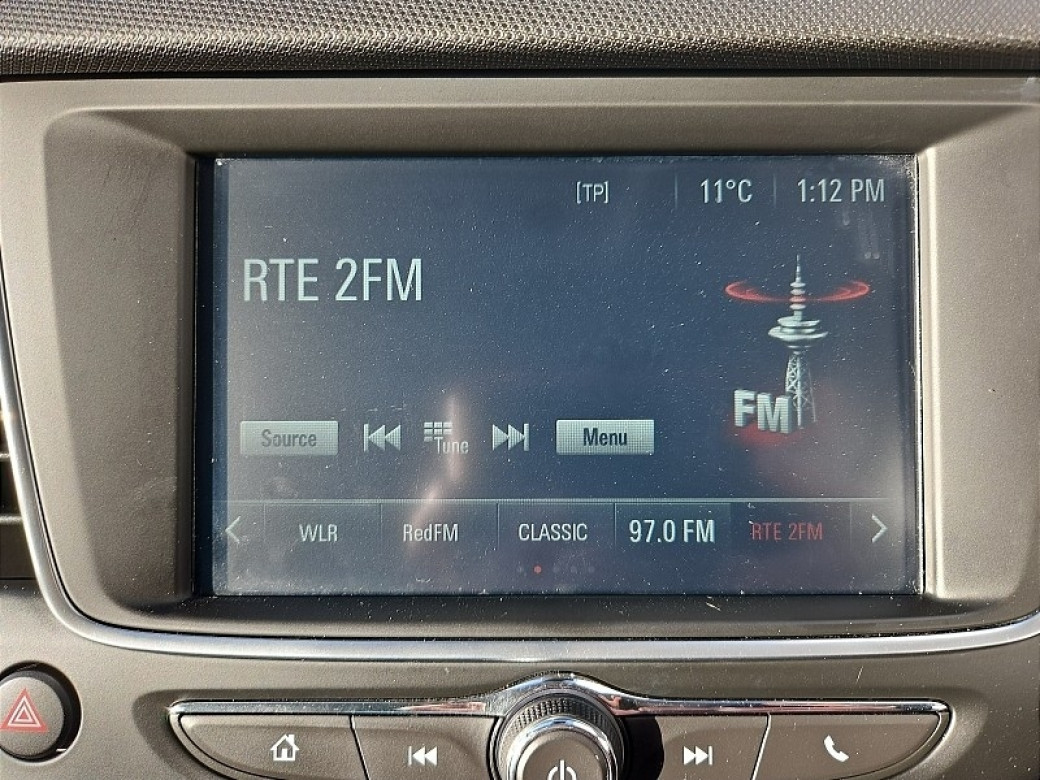 [TP] 11°C 1:12 PM
RTE 2FM
FM
Source Tune Menu
WLR RedFM CLASSIC 97.0 FM RTE 2FM